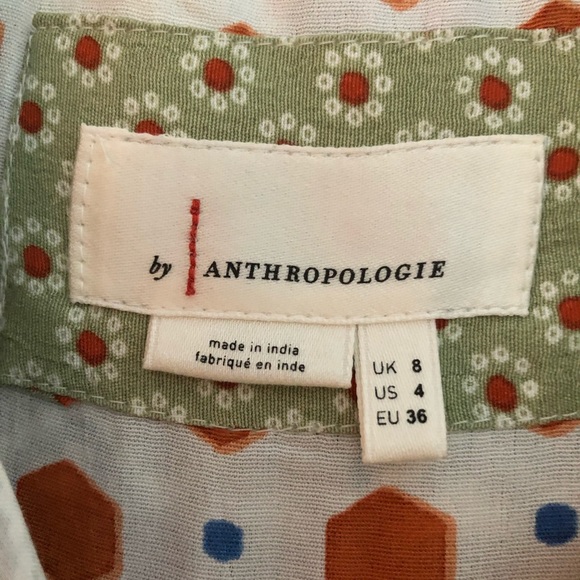 by ANTHROPOLOGIE
made in india
fabriqué en inde
UK 8
US 4
EU 36